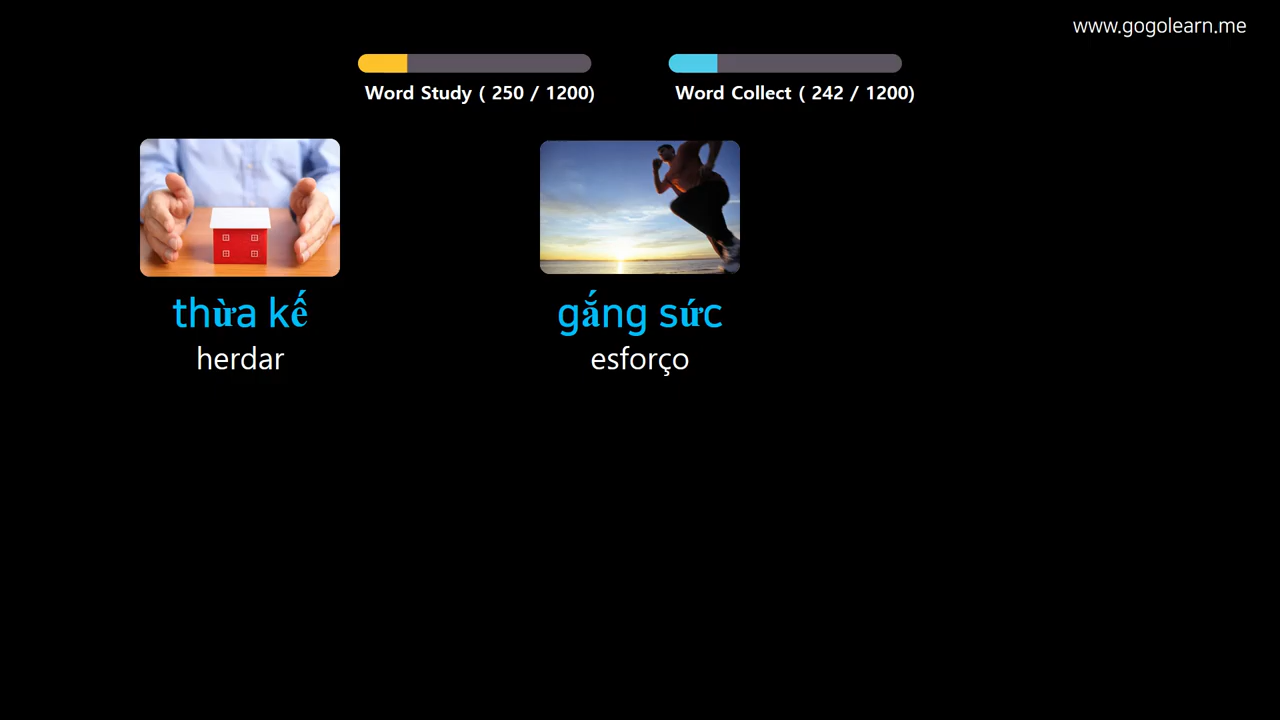 www.gogolearn.me
Word Study ( 250 / 1200)
Word Collect ( 242 / 1200)
thừa kế
herdar
gắng sức
esforço